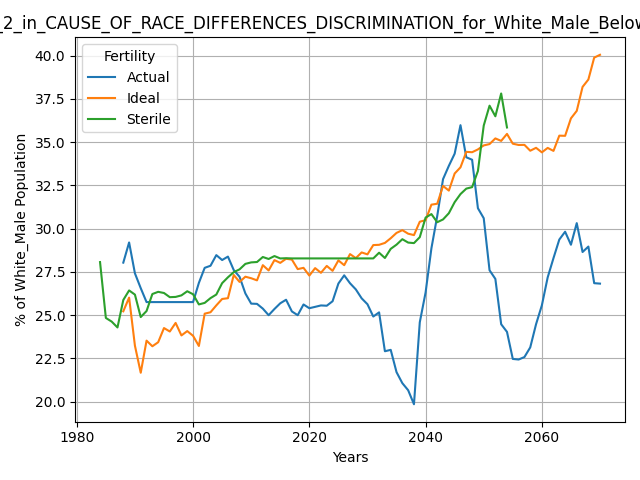 _2_in_CAUSE_OF_RACE_DIFFERENCES_DISCRIMINATION_for_White_Male_Below
% of White_Male Population
40.0
37.5
35.0
32.5
30.0
27.5
25.0
22.5
20.0
Fertility
Actual
Ideal
Sterile
1980
2000
2020
2040
2060
Years